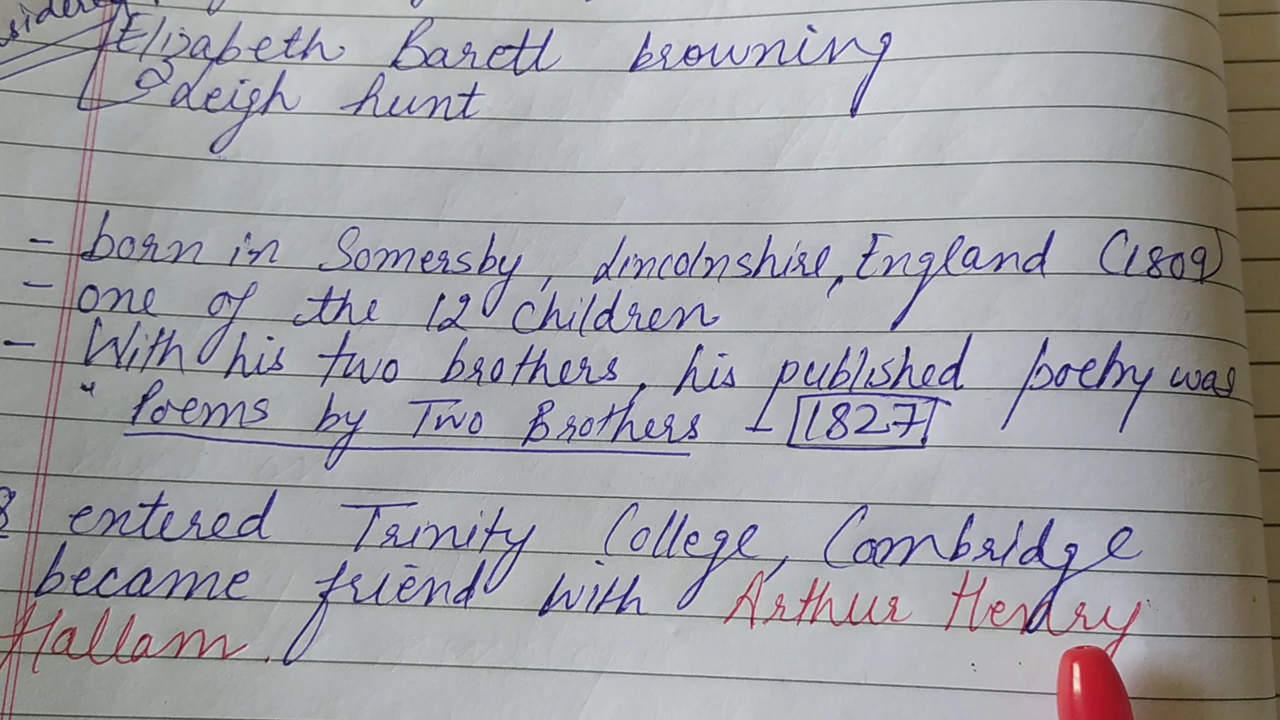 Elizabeth Barett browning
& Leigh hunt
- born in Somersby, Lincolnshire, England (1809)
- one of the 12 children
- With his two brothers, his published poetry was
" Poems by Two Brothers - 1827
8 entered Trinity College, Cambridge
became friend with Arthur Henry
Hallam.